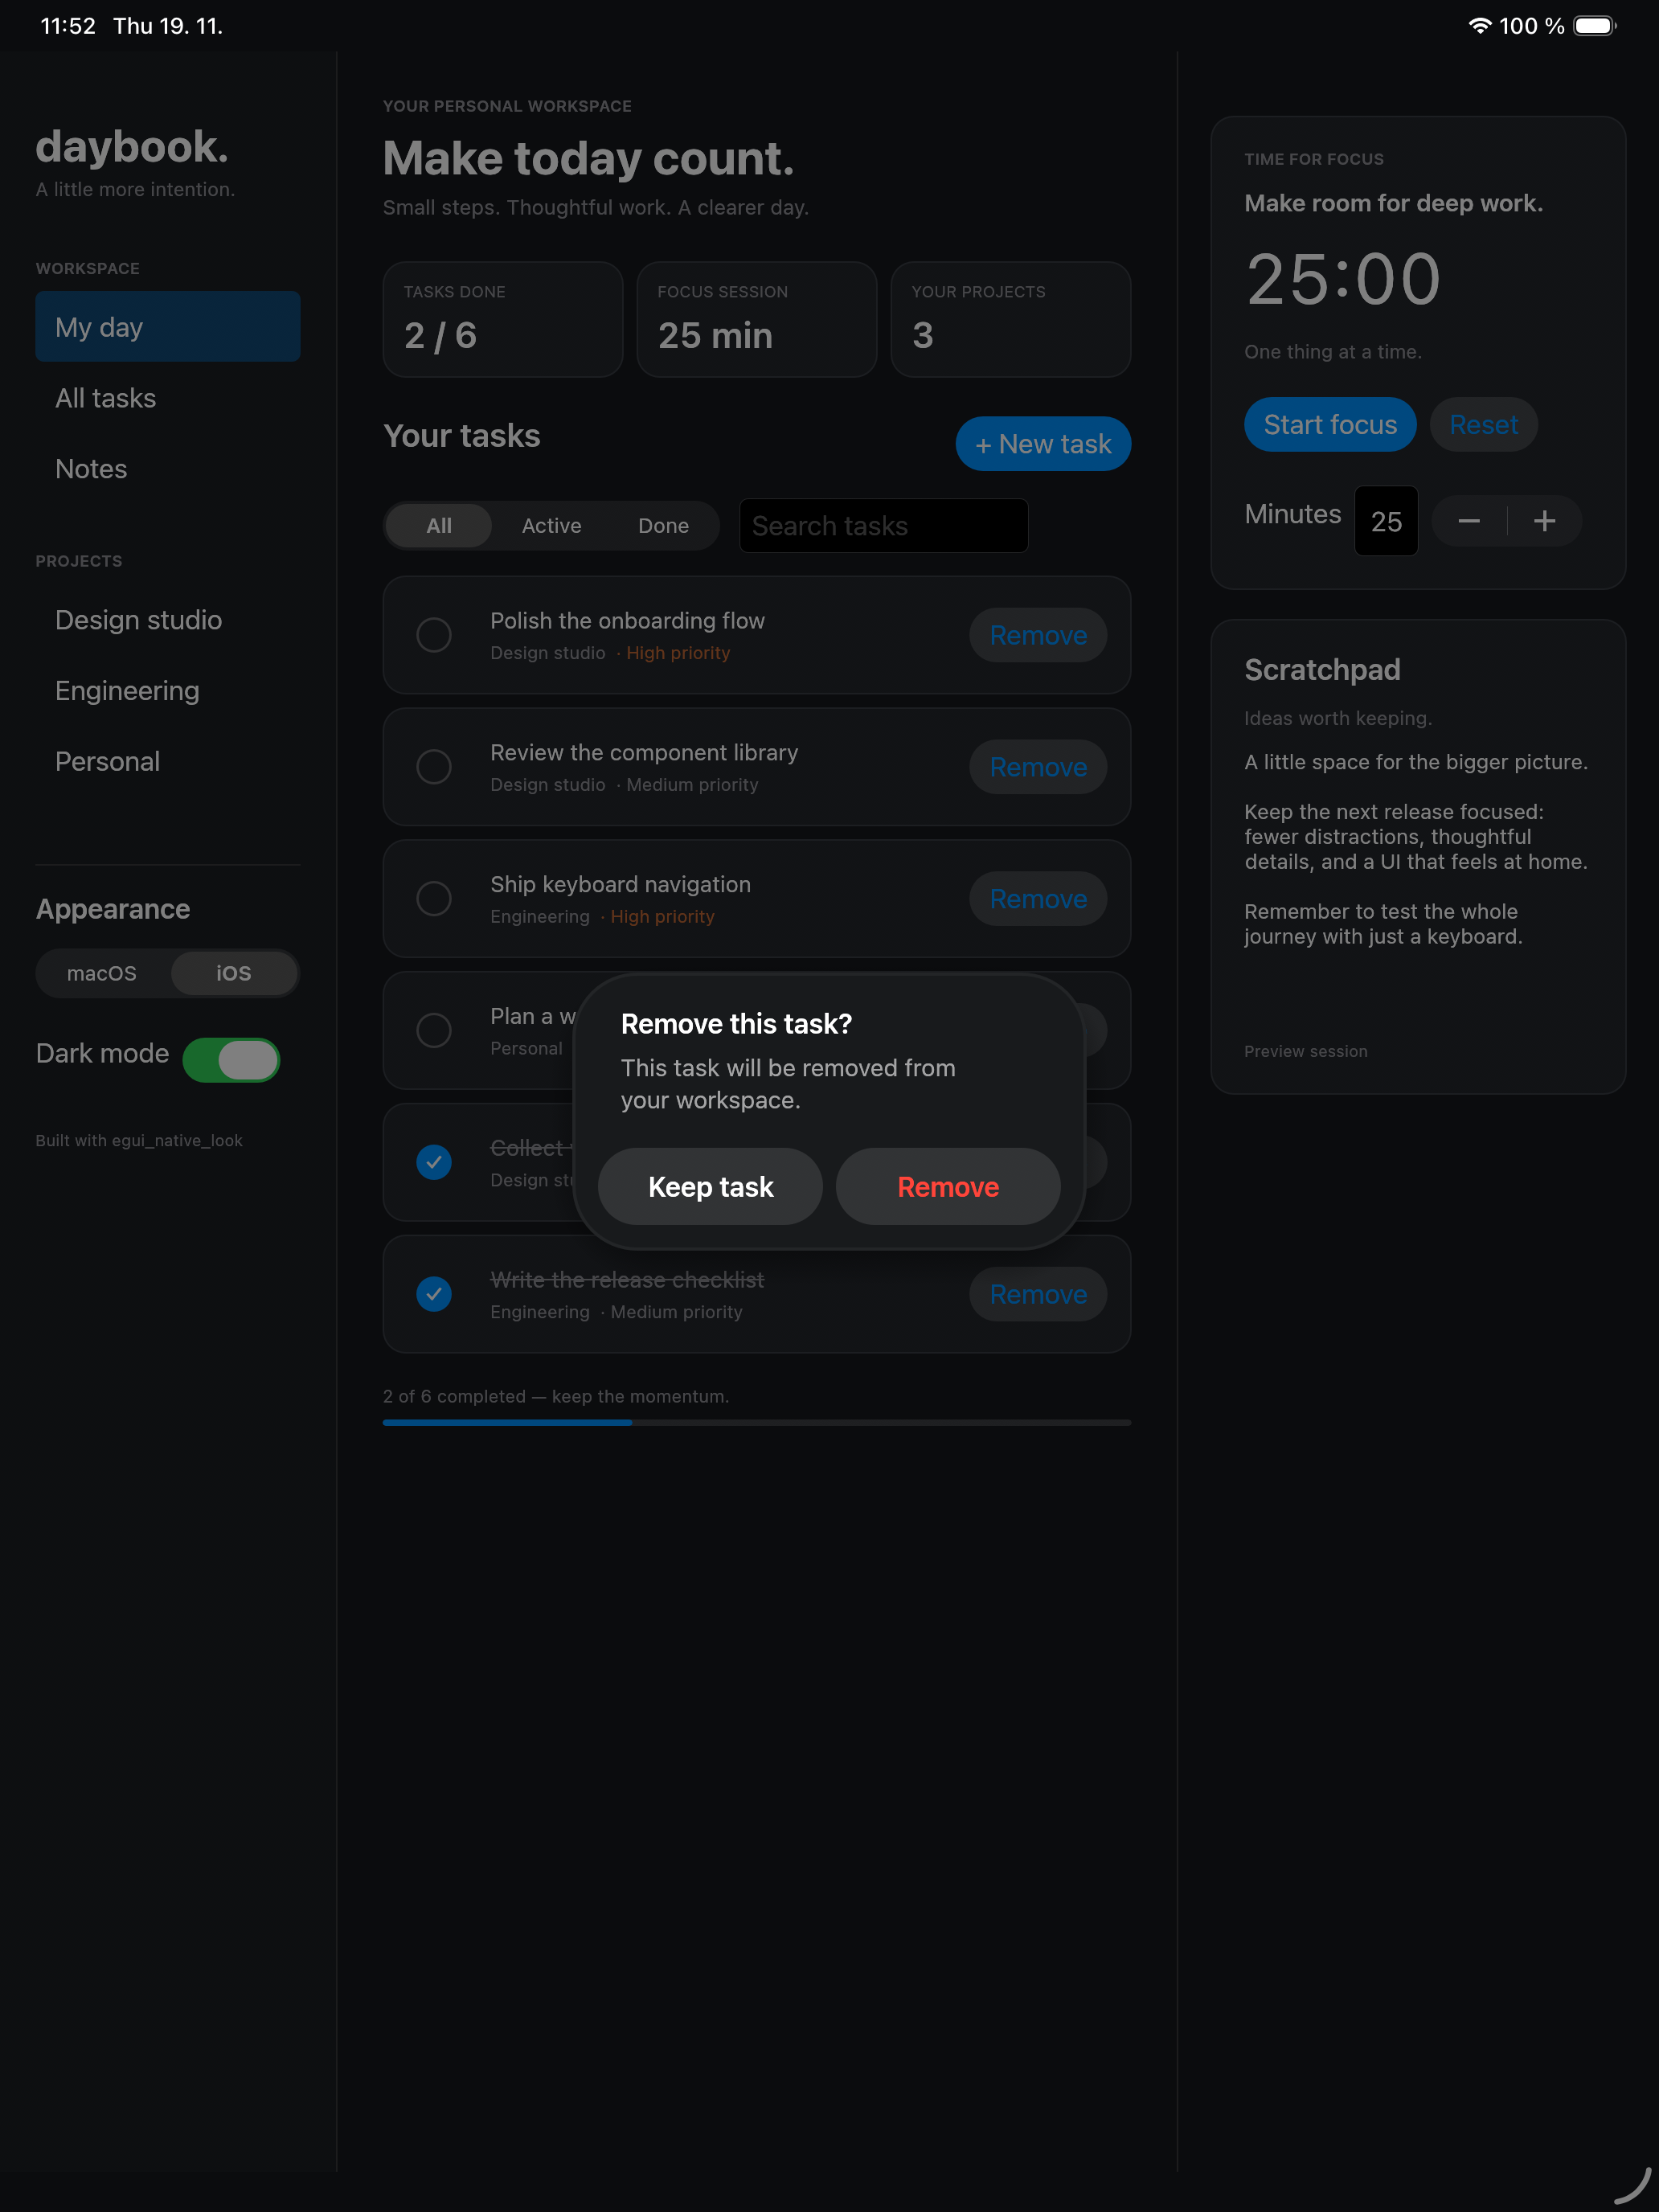 11:52 Thu 19. 11.
100 %
daybook.
A little more intention.
WORKSPACE
My day
All tasks
Notes
PROJECTS
Design studio
Engineering
Personal
Appearance
macOS
iOS
Dark mode
Built with egui_native_look
YOUR PERSONAL WORKSPACE
Make today count.
Small steps. Thoughtful work. A clearer day.
TASKS DONE
2 / 6
FOCUS SESSION
25 min
YOUR PROJECTS
3
Your tasks
+ New task
All
Active
Done
Search tasks
Polish the onboarding flow
Design studio · High priority
Remove
Review the component library
Design studio · Medium priority
Remove
Ship keyboard navigation
Engineering · High priority
Remove
Plan a
Personal
Collect
Design
Write the release checklist
Engineering · Medium priority
Remove
2 of 6 completed — keep the momentum.
Remove this task?
This task will be removed from
your workspace.
Keep task
Remove
TIME FOR FOCUS
Make room for deep work.
25:00
One thing at a time.
Start focus
Reset
Minutes
25
Scratchpad
Ideas worth keeping.
A little space for the bigger picture.
Keep the next release focused:
fewer distractions, thoughtful
details, and a UI that feels at home.
Remember to test the whole
journey with just a keyboard.
Preview session